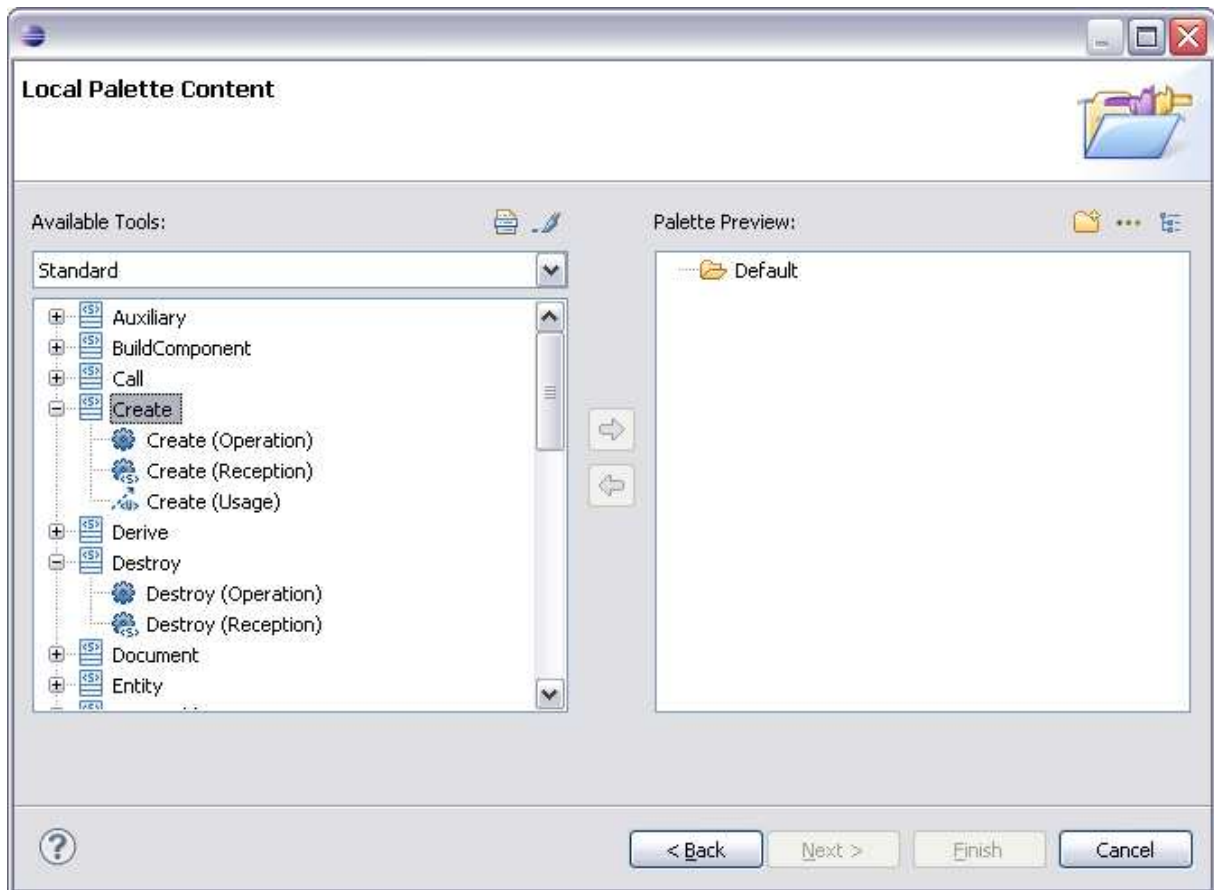 Local Palette Content
Available Tools:
Palette Preview:
Standard
Default
Auxiliary
BuildComponent
Call
Create
Create (Operation)
Create (Reception)
Create (Usage)
Derive
Destroy
Destroy (Operation)
Destroy (Reception)
Document
Entity
< Back
Next >
Finish
Cancel